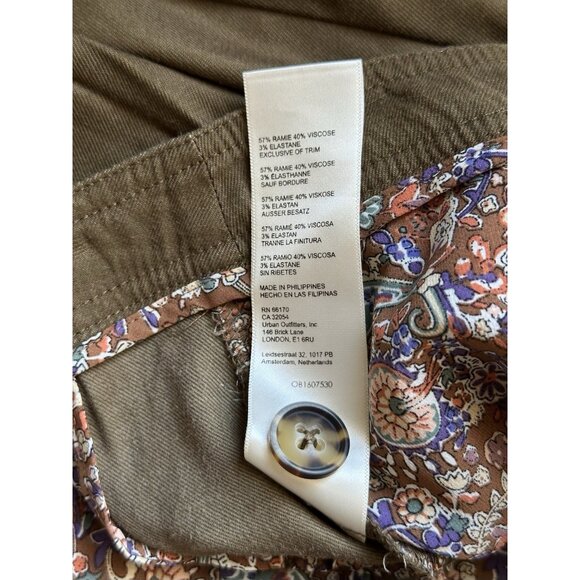 57% RAMIE 40% VISCOSE
3% ELASTANE
EXCLUSIVE OF TRIM
57% RAMIE 40% VISCOSE
3% ÉLASTHANNE
SAUF BORDURE
57% RAMIE 40% VISKOSE
3% ELASTAN
AUSSER BESATZ
57% RAMIÉ 40% VISCOSA
3% ELASTAN
TRANNE LA FINITURA
57% RAMIO 40% VISCOSA
3% ELASTANE
SIN RIBETES
MADE IN PHILIPPINES
HECHO EN LAS FILIPINAS
RN 66170
CA 32054
Urban Outfitters, Inc
146 Brick Lane
LONDON, E1 6RU
Leidsestraat 32, 1017 PB
Amsterdam, Netherlands
OB1607530